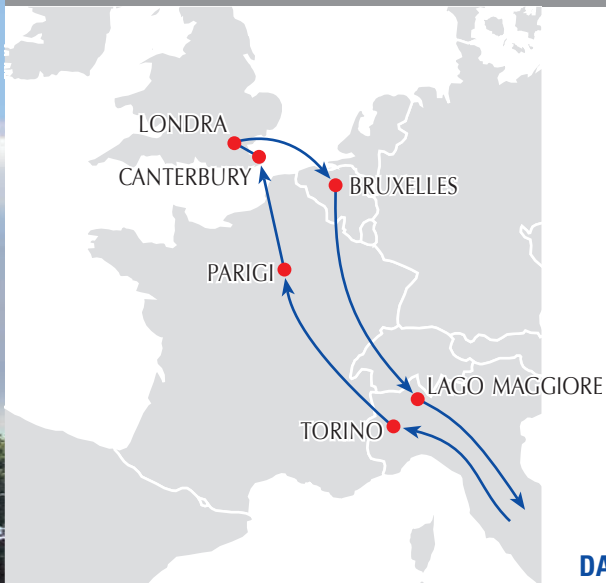 LONDRA
CANTERBURY
BRUXELLES
PARIGI
LAGO MAGGIORE
TORINO
DA